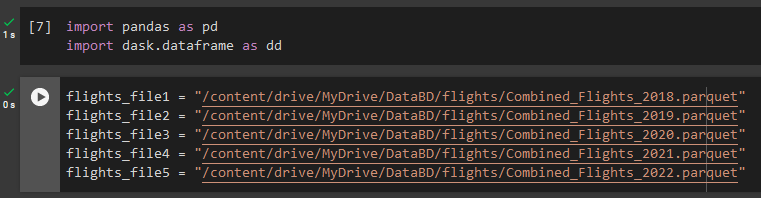 [7] import pandas as pd
1s import dask.dataframe as dd
flights_file1 = "/content/drive/MyDrive/DataBD/flights/Combined_Flights_2018.parquet"
0s flights_file2 = "/content/drive/MyDrive/DataBD/flights/Combined_Flights_2019.parquet"
flights_file3 = "/content/drive/MyDrive/DataBD/flights/Combined_Flights_2020.parquet"
flights_file4 = "/content/drive/MyDrive/DataBD/flights/Combined_Flights_2021.parquet"
flights_file5 = "/content/drive/MyDrive/DataBD/flights/Combined_Flights_2022.parquet"